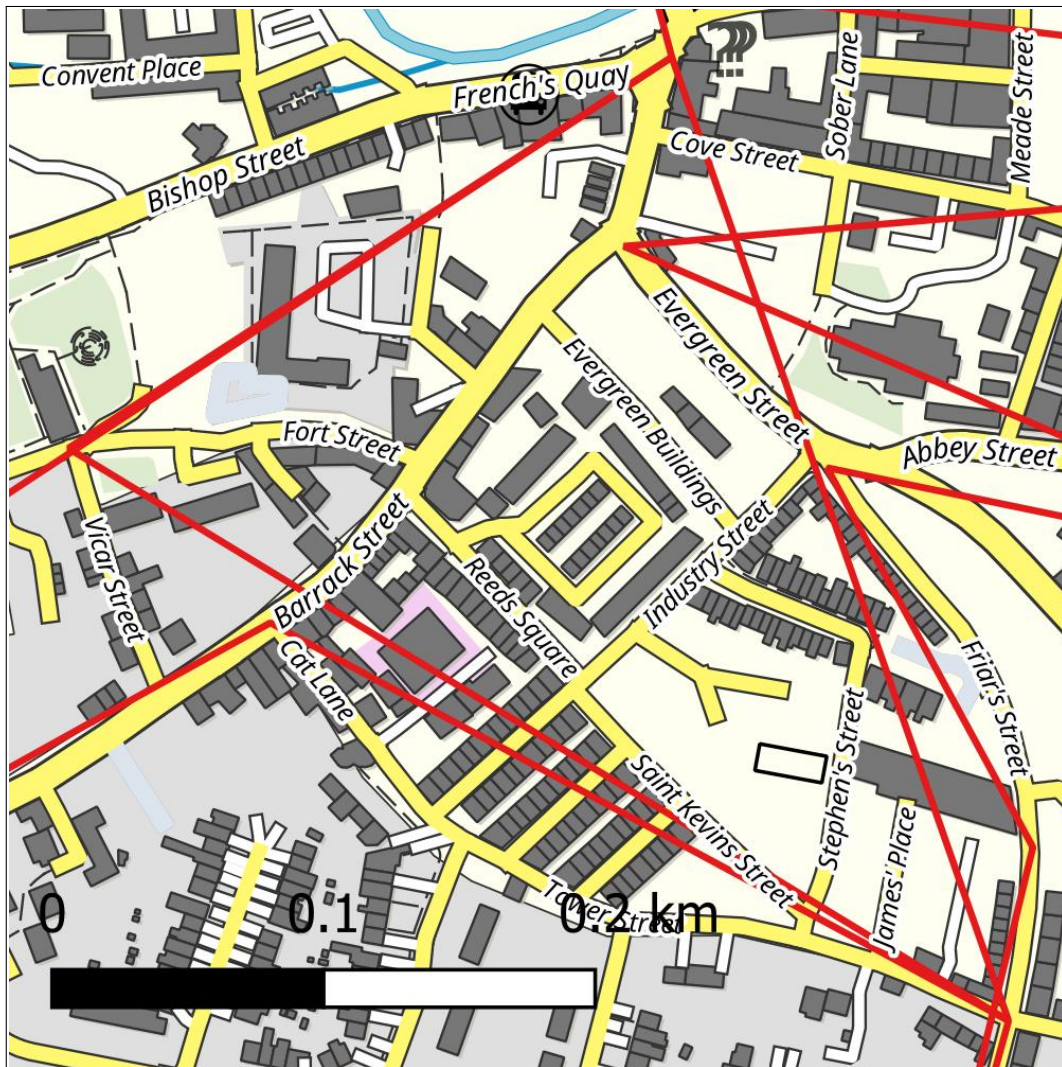 Convent Place
French's Quay
???
Sober Lane
Meade Street
Cove Street
Bishop Street
Evergreen Street
Evergreen Buildings
Fort Street
Abbey Street
Vicar Street
Barrack Street
Reeds Square
Industry Street
Cat Lane
Friar's Street
Stephen's Street
Saint Kevins Street
James' Place
Tower Street
0
0.1
0.2 km